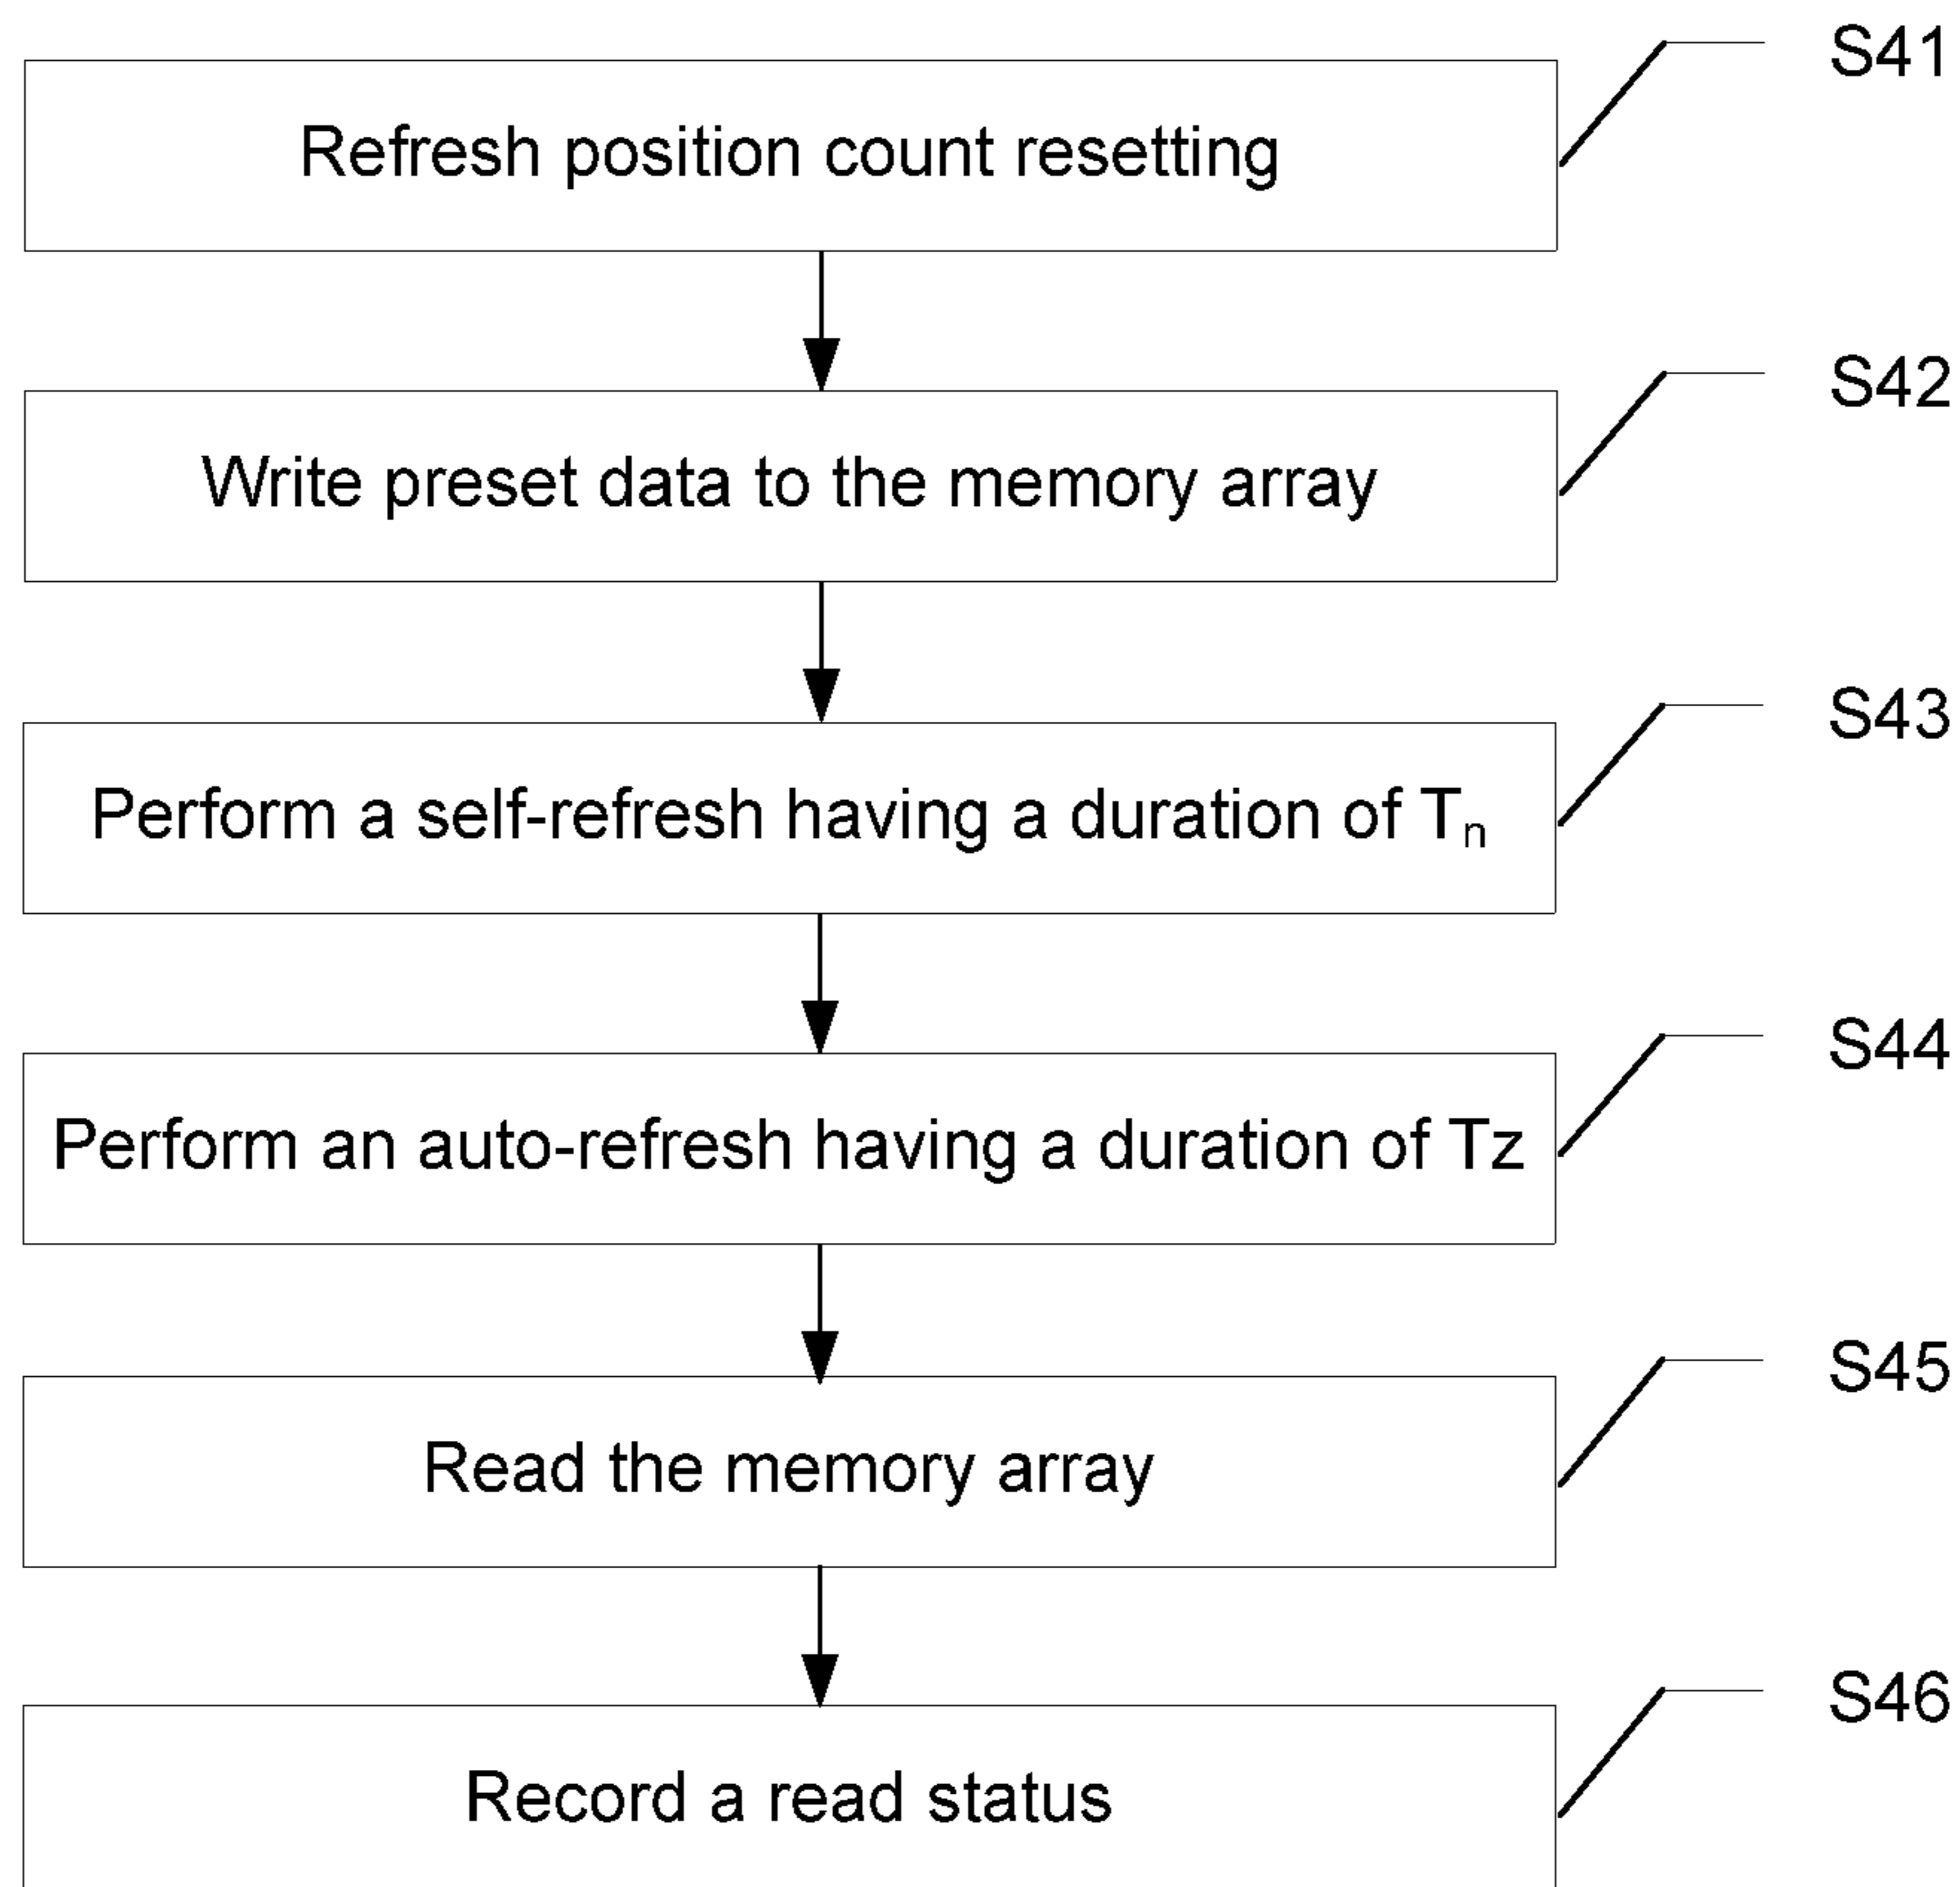 S41
Refresh position count resetting
S42
Write preset data to the memory array
S43
Perform a self-refresh having a duration of Tₙ
S44
Perform an auto-refresh having a duration of Tz
S45
Read the memory array
S46
Record a read status